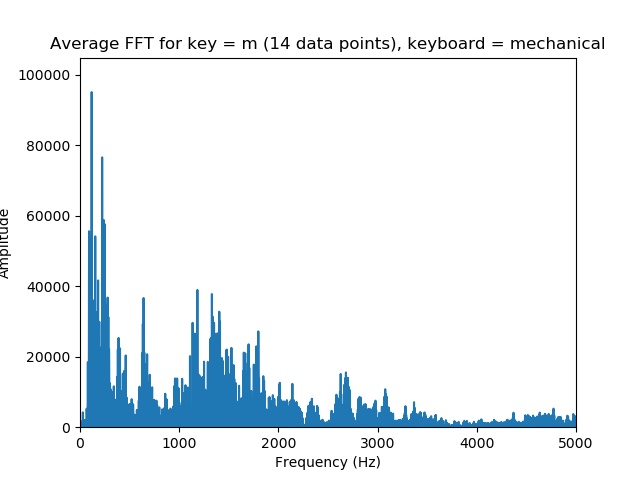 Average FFT for key = m (14 data points), keyboard = mechanical
100000
80000
60000
40000
20000
0
Amplitude
0 1000 2000 3000 4000 5000
Frequency (Hz)